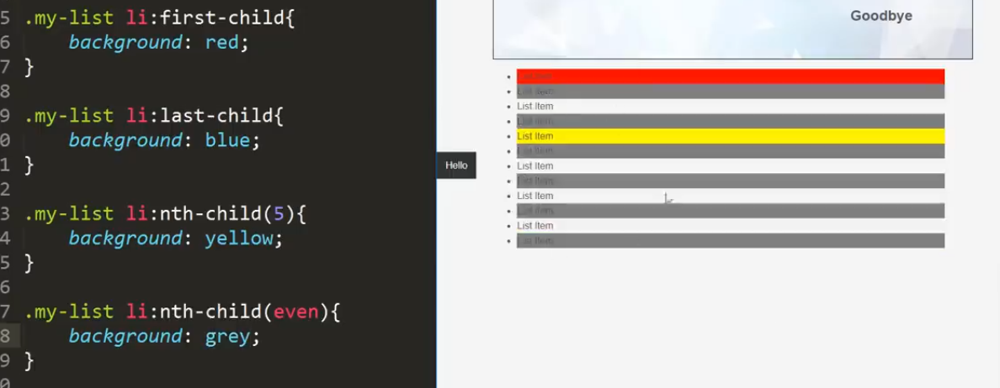 5 .my-list li:first-child{
6 background: red;
7 }
8
9 .my-list li:last-child{
0 background: blue;
1 }
2
3 .my-list li:nth-child(5){
4 background: yellow;
5 }
6
7 .my-list li:nth-child(even){
8 background: grey;
9 }
0
Goodbye
Hello
List Item
List Item
List Item
List Item
List Item
List Item
List Item
List Item
List Item
List Item
List Item